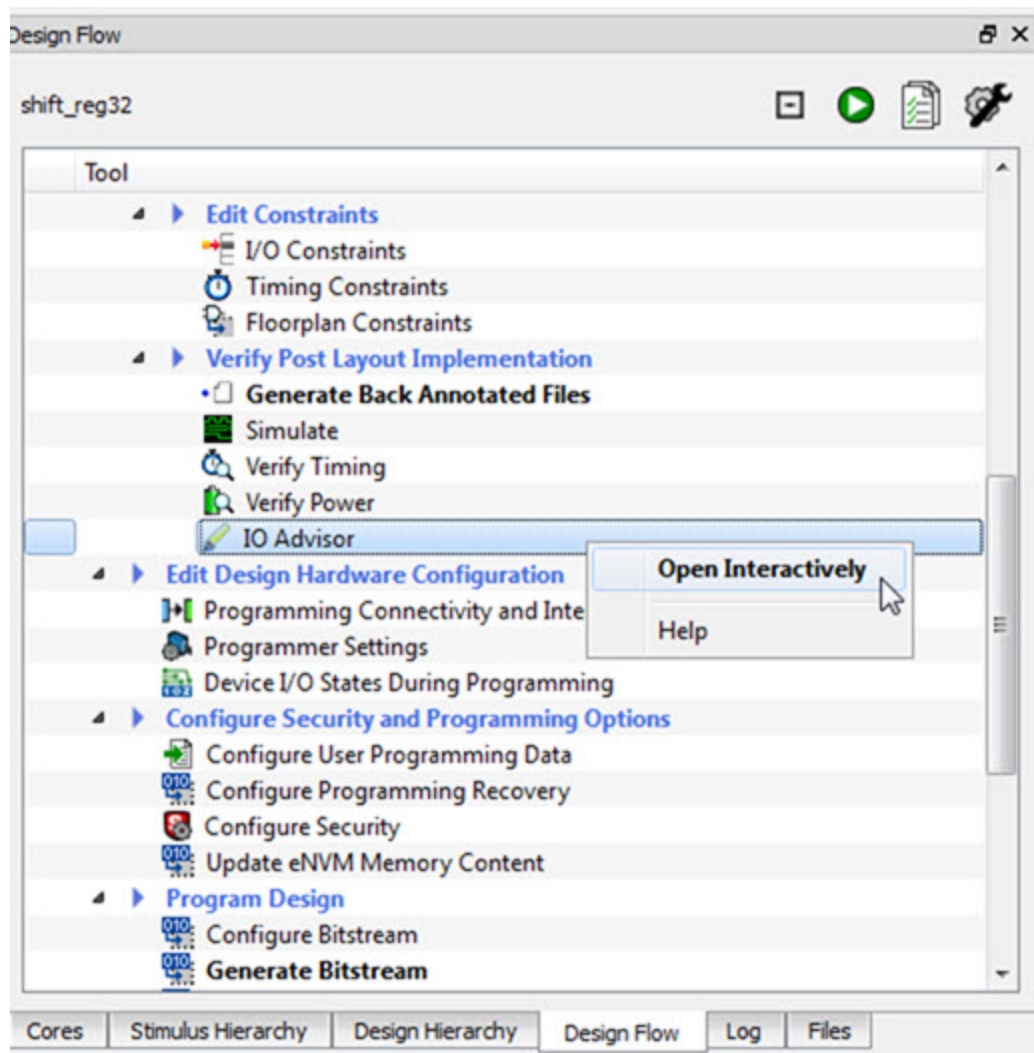 Design Flow
shift_reg32
Tool
Edit Constraints
I/O Constraints
Timing Constraints
Floorplan Constraints
Verify Post Layout Implementation
Generate Back Annotated Files
Simulate
Verify Timing
Verify Power
IO Advisor
Open Interactively
Help
Edit Design Hardware Configuration
Programming Connectivity and Inte
Programmer Settings
Device I/O States During Programming
Configure Security and Programming Options
Configure User Programming Data
Configure Programming Recovery
Configure Security
Update eNVM Memory Content
Program Design
Configure Bitstream
Generate Bitstream
Cores Stimulus Hierarchy Design Hierarchy Design Flow Log Files